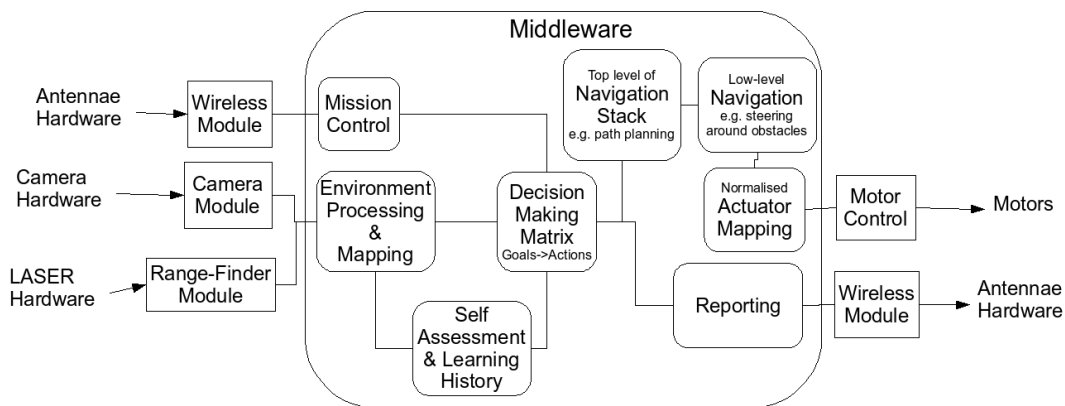 Middleware
Antennae
Hardware
Wireless
Module
Mission
Control
Top level of
Navigation
Stack
e.g. path planning
Low-level
Navigation
e.g. steering
around obstacles
Camera
Hardware
Camera
Module
Environment
Processing
&
Mapping
Decision
Making
Matrix
Goals->Actions
Normalised
Actuator
Mapping
Motor
Control
Motors
LASER
Hardware
Range-Finder
Module
Self
Assessment
& Learning
History
Reporting
Wireless
Module
Antennae
Hardware